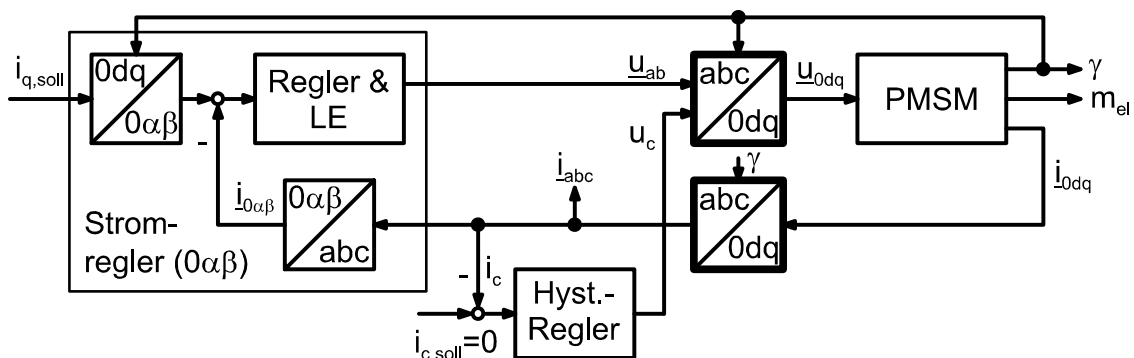 i_q,soll
0dq
0αβ
-
Regler &
LE
u_ab
u_c
abc
0dq
u_0dq
PMSM
γ
m_el
i_0dq
γ
abc
0dq
i_abc
i_0αβ
0αβ
abc
Strom-
regler (0αβ)
- i_c
i_c,soll=0
Hyst.-
Regler